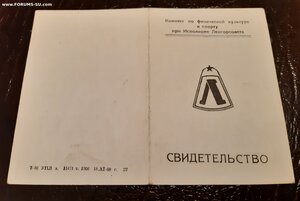 © www.FORUMS-SU.com
Комитет по физической культуре
и спорту
при Исполкоме Ленгорсовета
Л
СВИДЕТЕЛЬСТВО